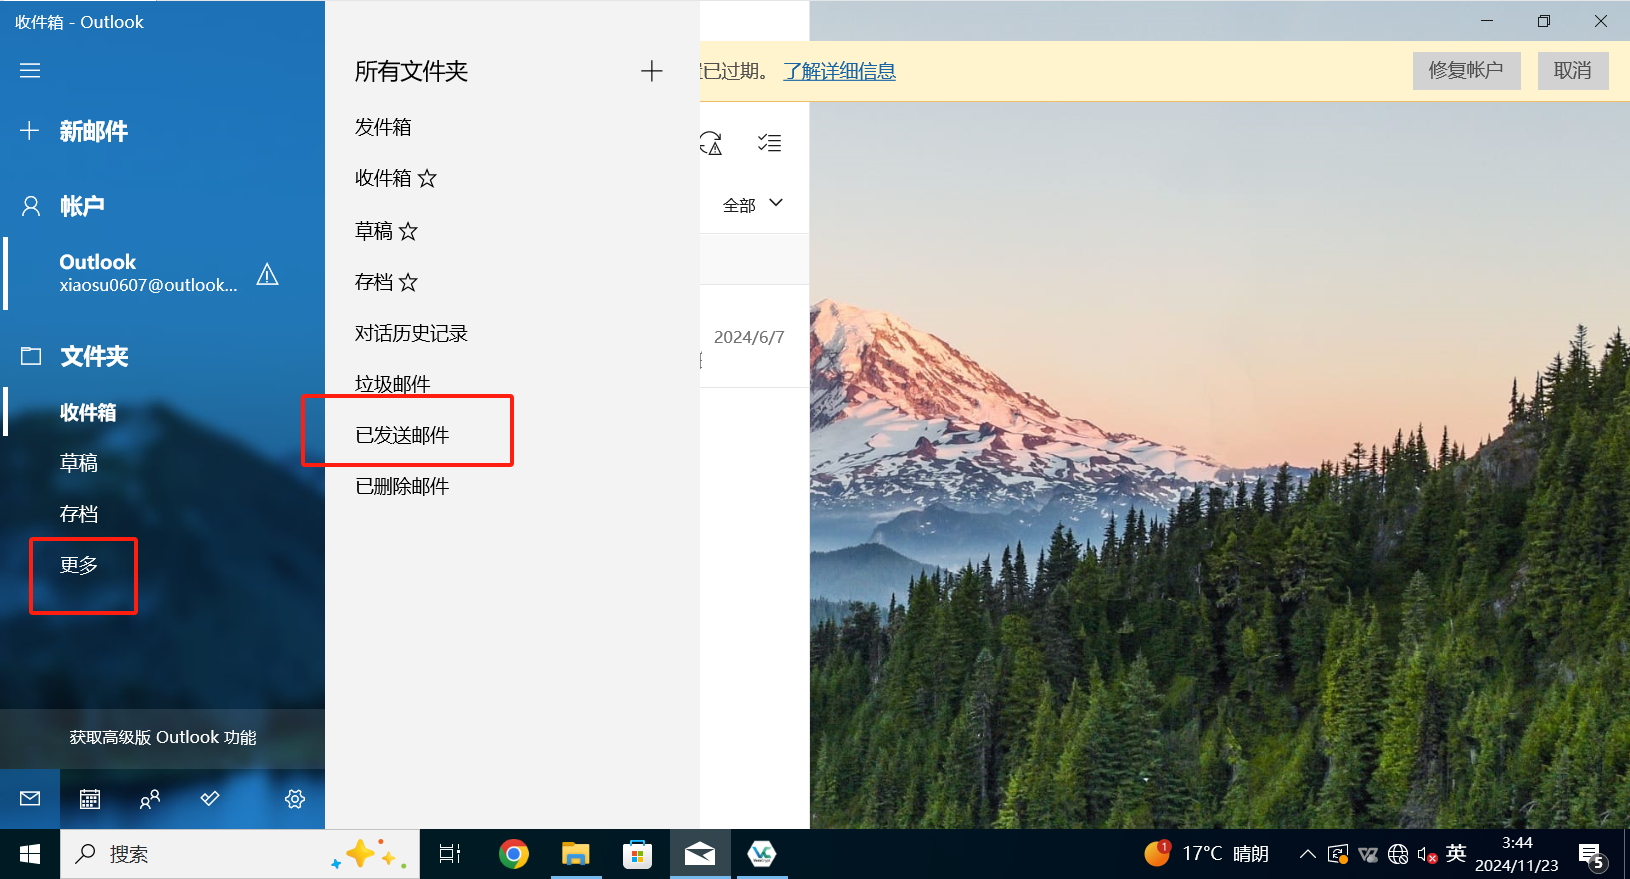 收件箱 - Outlook
新邮件
帐户
Outlook
xiaosu0607@outlook...
文件夹
收件箱
草稿
存档
更多
获取高级版 Outlook 功能
所有文件夹
发件箱
收件箱
草稿
存档
对话历史记录
垃圾邮件
已发送邮件
已删除邮件
已过期。 了解详细信息
修复帐户
取消
全部
2024/6/7
搜索
1
17°C 晴朗
英
3:44
2024/11/23
5